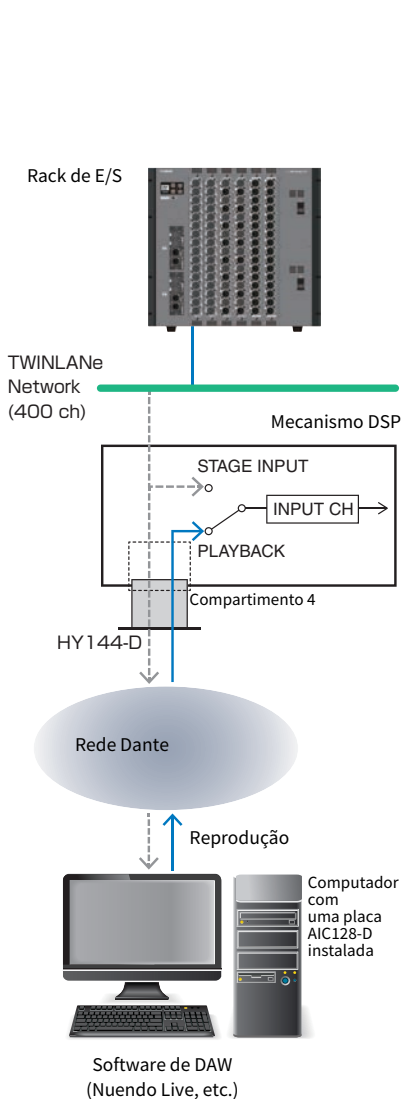 Rack de E/S
TWINLANe
Network
(400 ch)
Mecanismo DSP
STAGE INPUT
INPUT CH
PLAYBACK
Compartimento 4
HY144-D
Rede Dante
Reprodução
Computador
com
uma placa
AIC128-D
instalada
Software de DAW
(Nuendo Live, etc.)